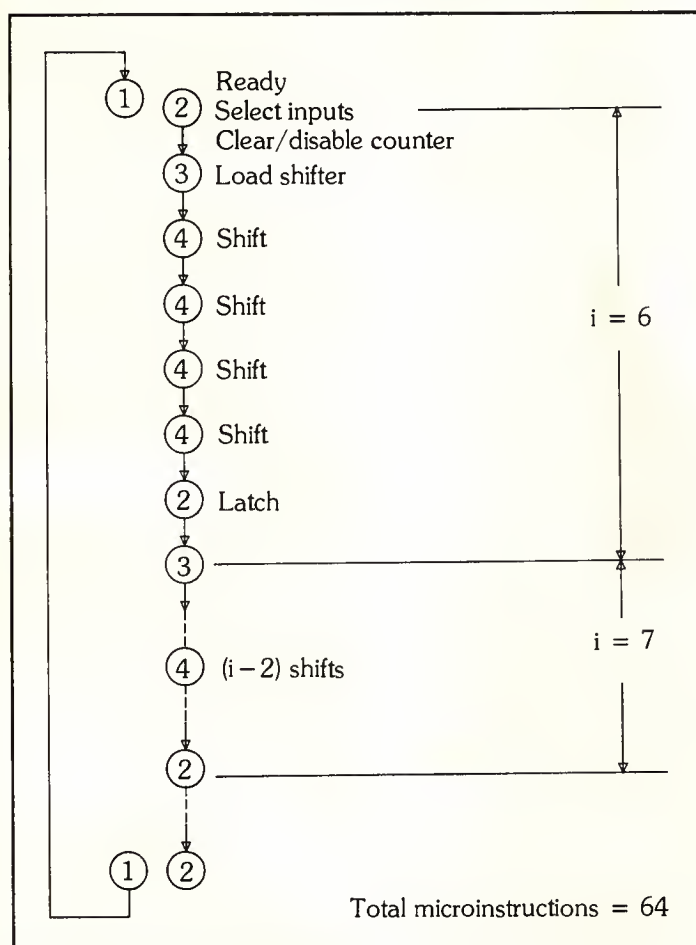 Ready
① ② Select inputs
Clear/disable counter
③ Load shifter
④ Shift
④ Shift
i = 6
④ Shift
④ Shift
② Latch
③
i = 7
④ (i – 2) shifts
②
① ②
Total microinstructions = 64